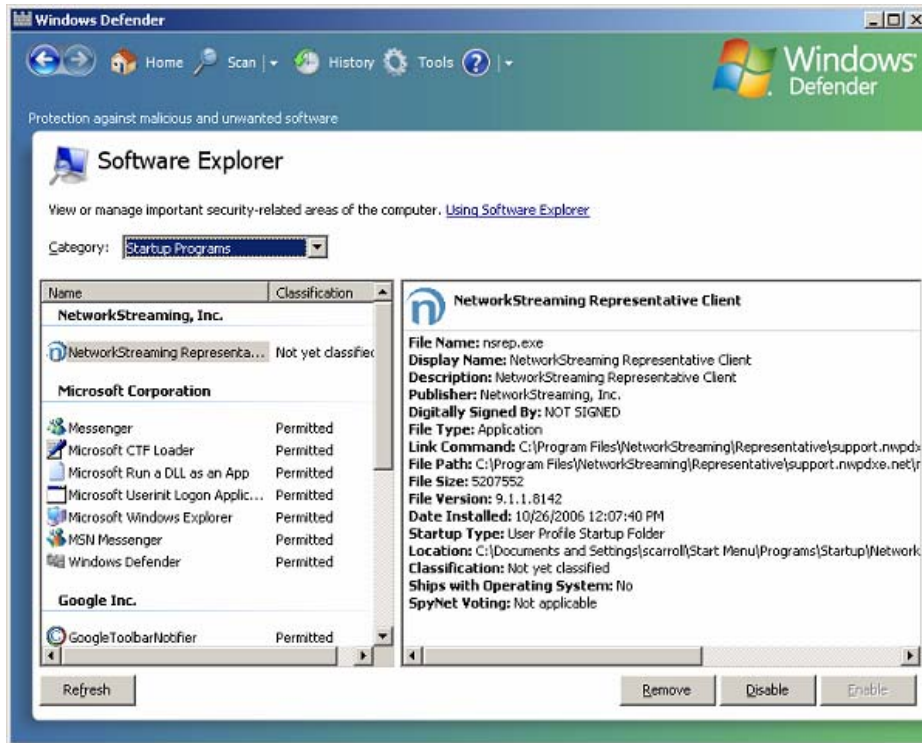 Windows Defender
Home Scan History Tools
Windows
Defender
Protection against malicious and unwanted software
Software Explorer
View or manage important security-related areas of the computer. Using Software Explorer
Category: Startup Programs
Name Classification
NetworkStreaming, Inc.
NetworkStreaming Representa... Not yet classifiec
Microsoft Corporation
Messenger Permitted
Microsoft CTF Loader Permitted
Microsoft Run a DLL as an App Permitted
Microsoft Userinit Logon Applic... Permitted
Microsoft Windows Explorer Permitted
MSN Messenger Permitted
Windows Defender Permitted
Google Inc.
GoogleToolbarNotifier Permitted
NetworkStreaming Representative Client
File Name: nsrep.exe
Display Name: NetworkStreaming Representative Client
Description: NetworkStreaming Representative Client
Publisher: NetworkStreaming, Inc.
Digitally Signed By: NOT SIGNED
File Type: Application
Link Command: C:\Program Files\NetworkStreaming\Representative\support.nwpdx
File Path: C:\Program Files\NetworkStreaming\Representative\support.nwpdxe.net\r
File Size: 5207552
File Version: 9.1.1.8142
Date Installed: 10/26/2006 12:07:40 PM
Startup Type: User Profile Startup Folder
Location: C:\Documents and Settings\scarroll\Start Menu\Programs\Startup\Network
Classification: Not yet classified
Ships with Operating System: No
SpyNet Voting: Not applicable
Refresh Remove Disable Enable